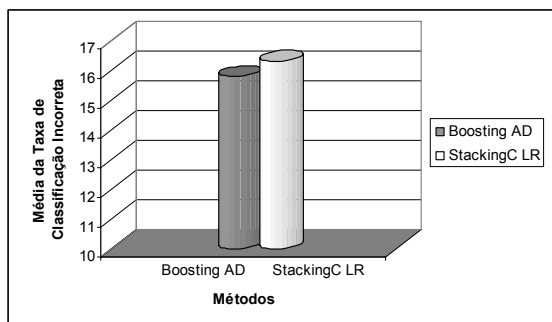 17
16
15
14
13
12
11
10
Média da Taxa de
Classificação Incorreta
Boosting AD
StackingC LR
Métodos
Boosting AD
StackingC LR